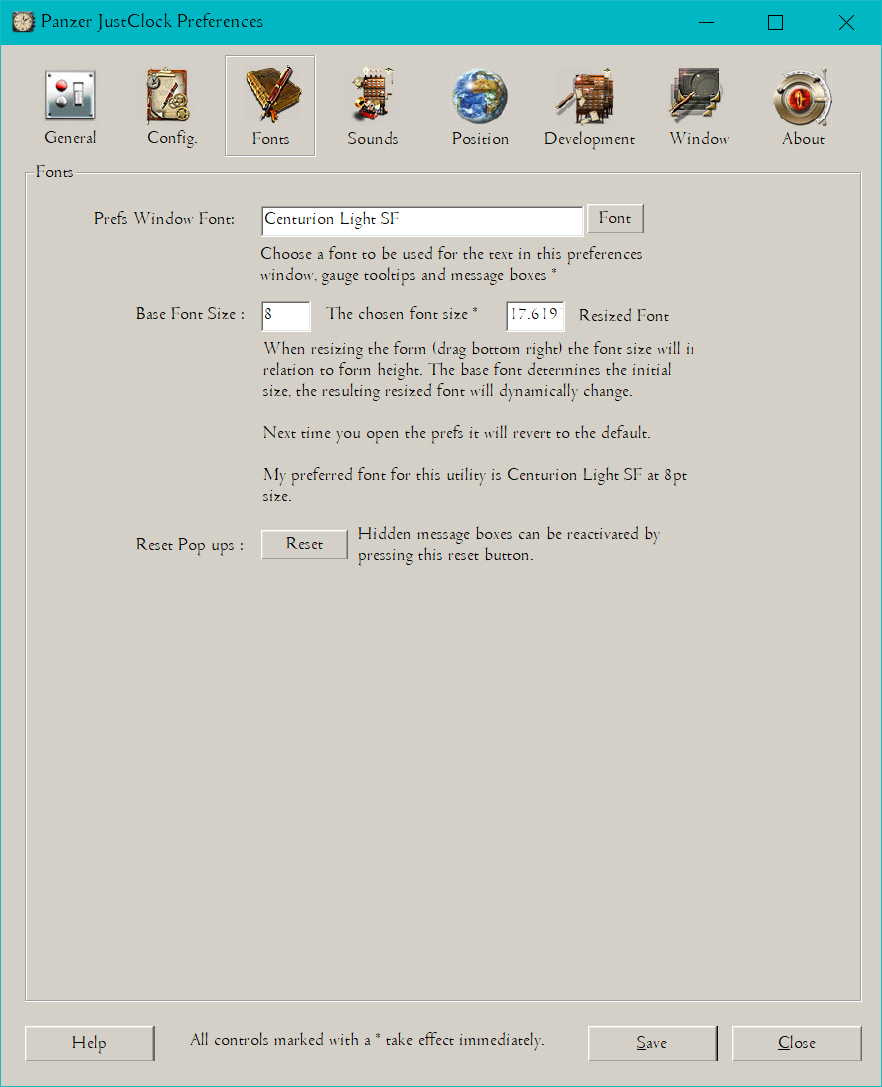 Panzer JustClock Preferences
General Config. Fonts Sounds Position Development Window About
Fonts
Prefs Window Font: Centurion Light SF Font
Choose a font to be used for the text in this preferences
window, gauge tooltips and message boxes *
Base Font Size : 8 The chosen font size * 17.619 Resized Font
When resizing the form (drag bottom right) the font size will in
relation to form height. The base font determines the initial
size, the resulting resized font will dynamically change.
Next time you open the prefs it will revert to the default.
My preferred font for this utility is Centurion Light SF at 8pt
size.
Reset Pop ups : Reset Hidden message boxes can be reactivated by
pressing this reset button.
Help All controls marked with a * take effect immediately. Save Close